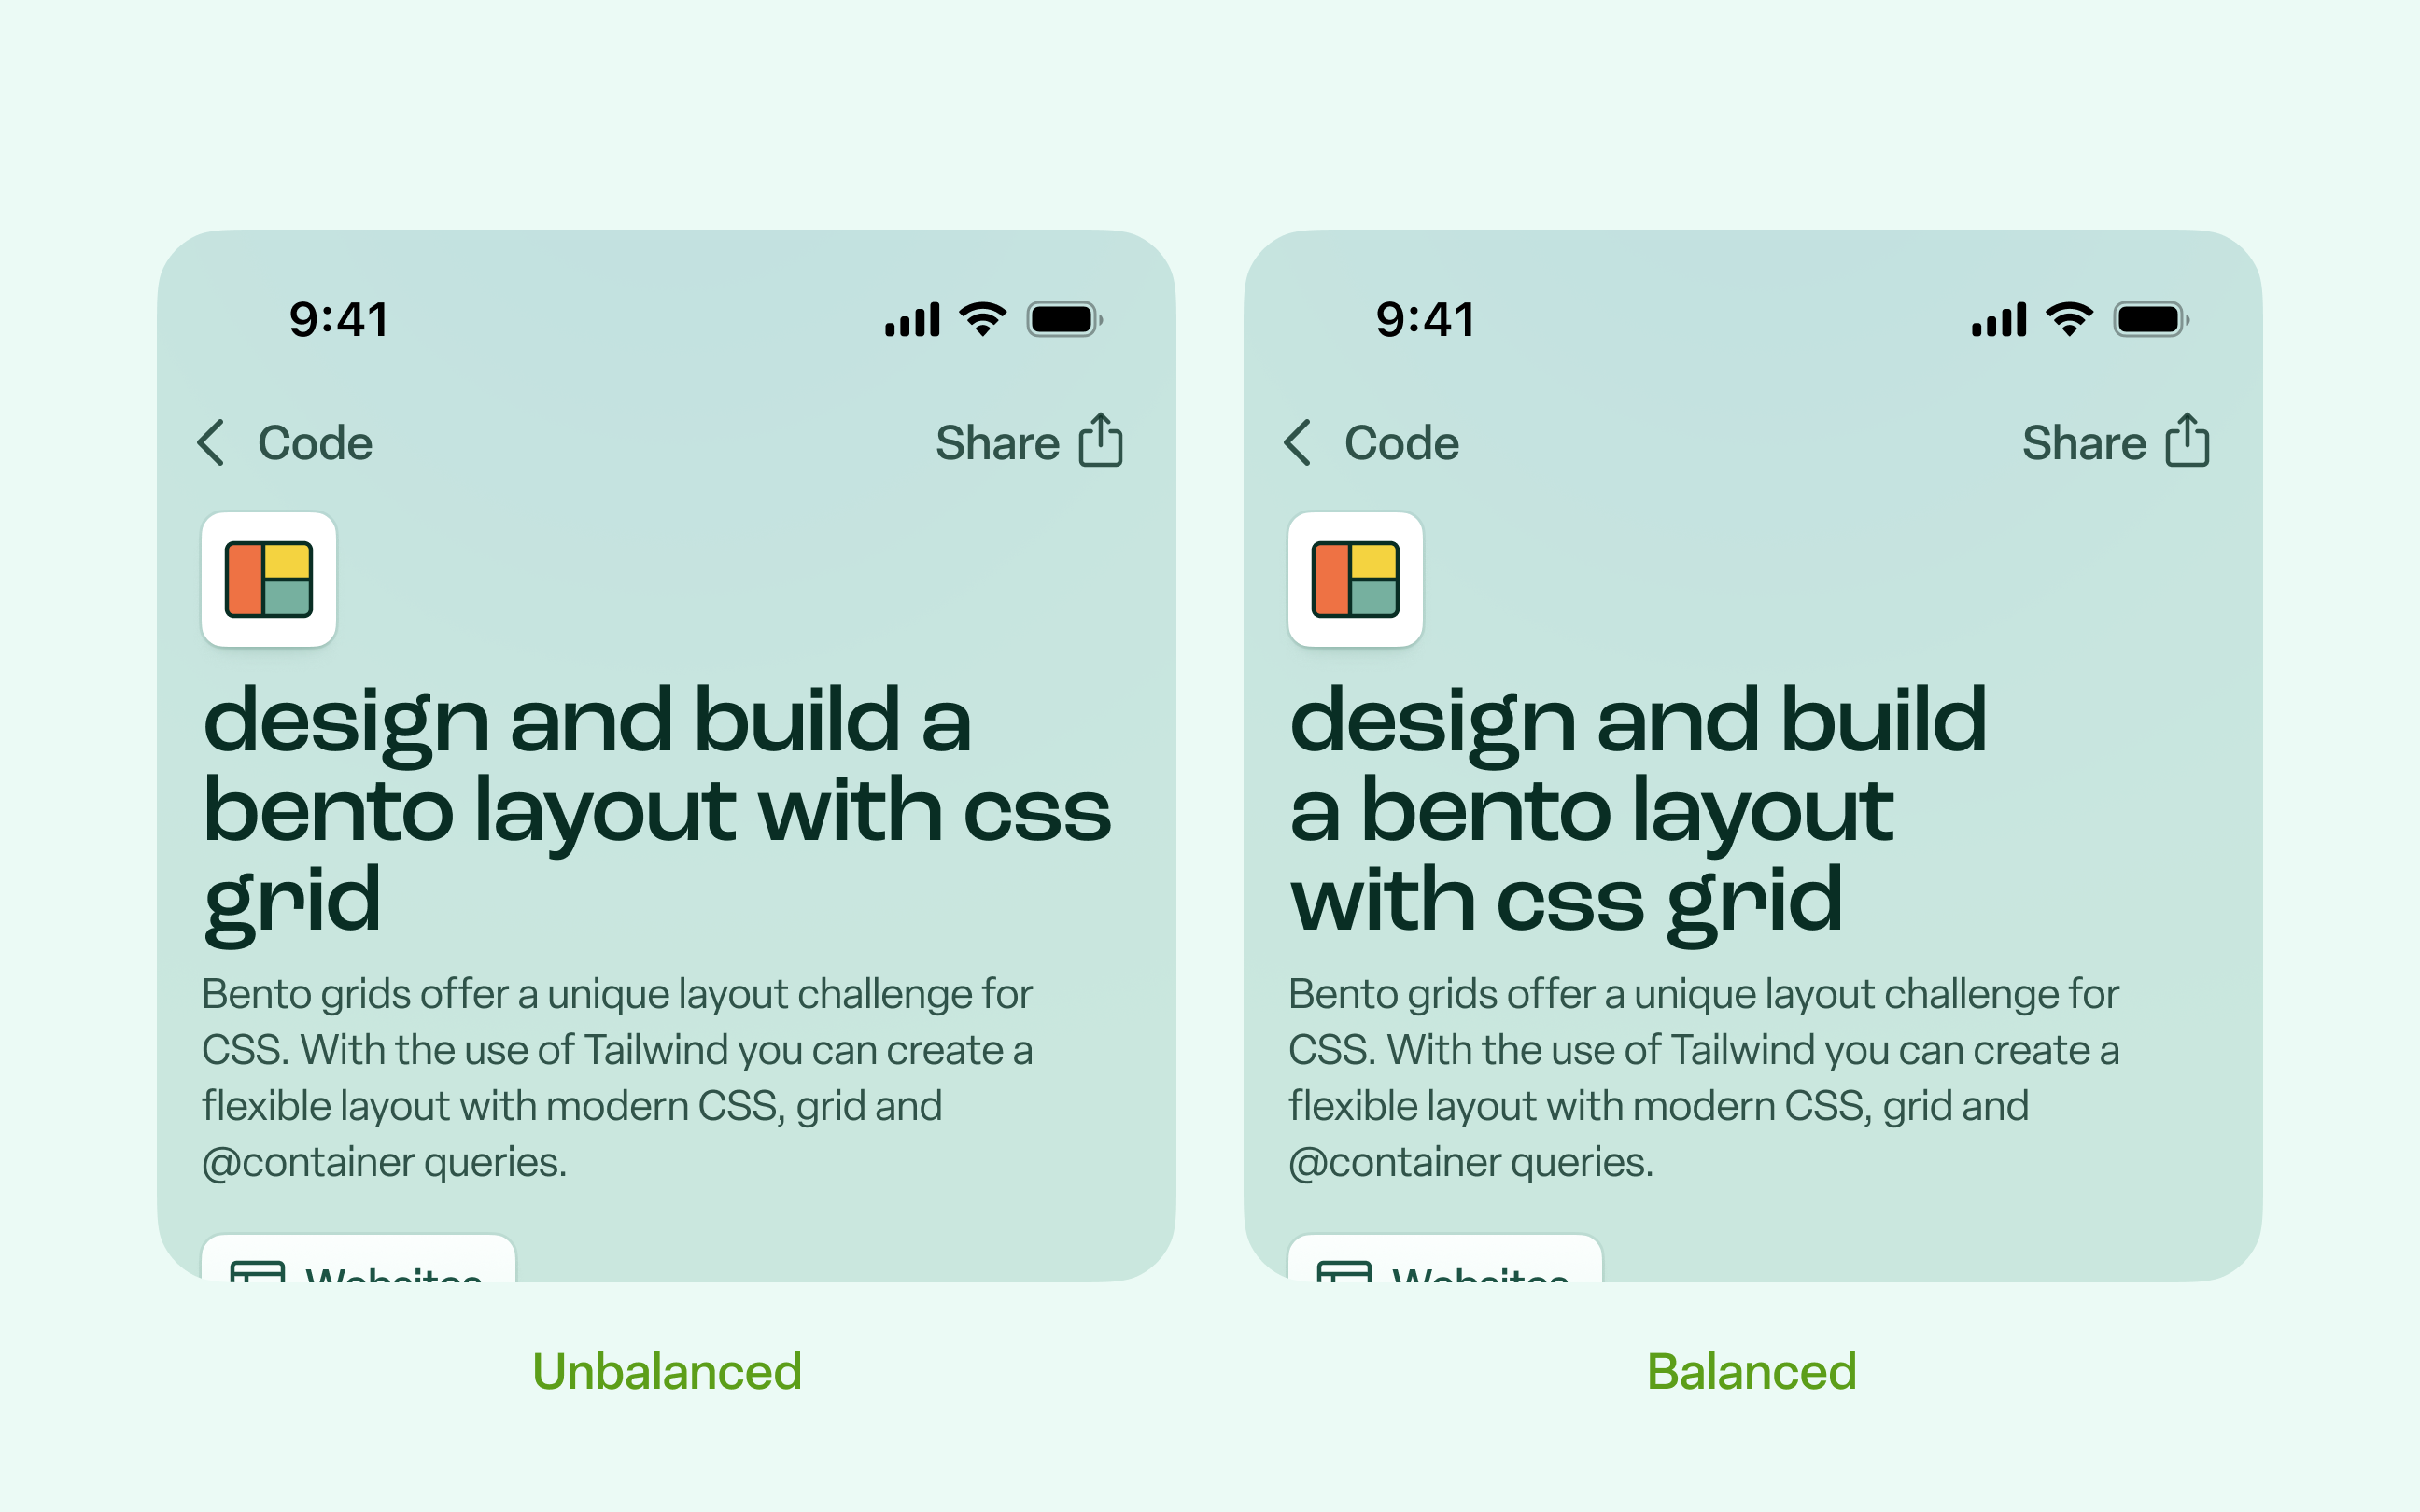 9:41
Code
Share
design and build a
bento layout with css
grid
Bento grids offer a unique layout challenge for
CSS. With the use of Tailwind you can create a
flexible layout with modern CSS, grid and
@container queries.
Websites
Unbalanced
9:41
Code
Share
design and build
a bento layout
with css grid
Bento grids offer a unique layout challenge for
CSS. With the use of Tailwind you can create a
flexible layout with modern CSS, grid and
@container queries.
Websites
Balanced